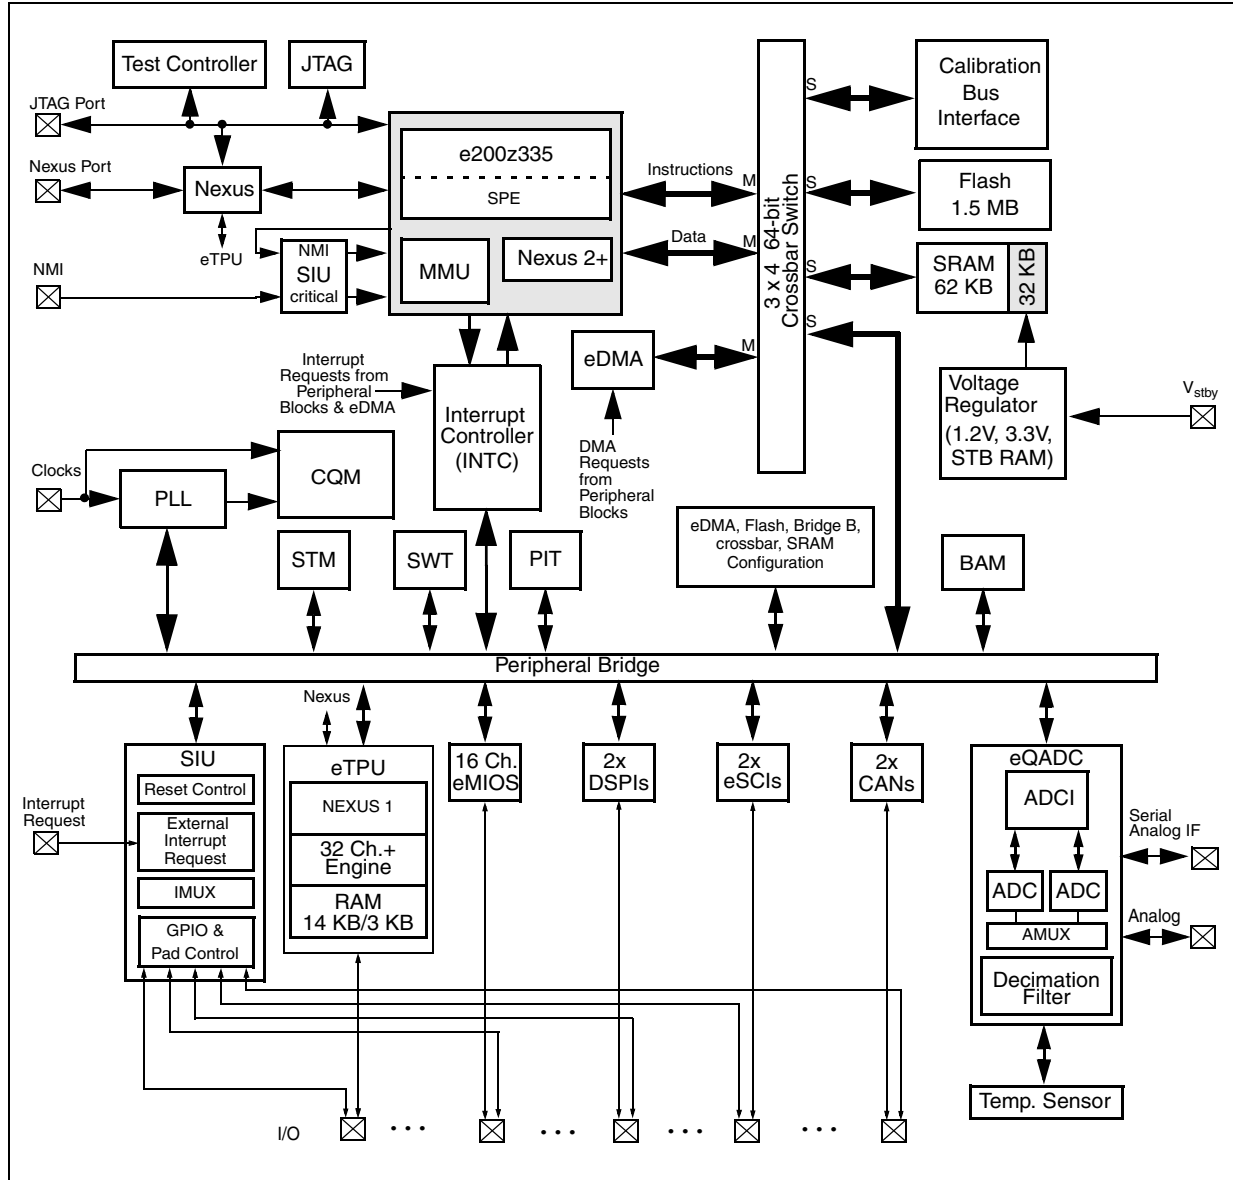 Test Controller
JTAG
JTAG Port
Nexus Port
Nexus
eTPU
NMI
NMI
SIU
critical
e200z335
SPE
MMU
Nexus 2+
Instructions
M
Data
M
3 x 4 64-bit
Crossbar Switch
S
S
S
S
Calibration
Bus
Interface
Flash
1.5 MB
SRAM
62 KB
32 KB
eDMA
M
Interrupt
Requests from
Peripheral
Blocks & eDMA
Interrupt
Controller
(INTC)
DMA
Requests
from
Peripheral
Blocks
Voltage
Regulator
(1.2V, 3.3V,
STB RAM)
Vstby
Clocks
PLL
CQM
STM
SWT
PIT
eDMA, Flash, Bridge B,
crossbar, SRAM
Configuration
BAM
Peripheral Bridge
Nexus
SIU
Reset Control
External
Interrupt
Request
IMUX
GPIO &
Pad Control
Interrupt
Request
eTPU
NEXUS 1
32 Ch.+
Engine
RAM
14 KB/3 KB
16 Ch.
eMIOS
2x
DSPIs
2x
eSCIs
2x
CANs
eQADC
ADCI
ADC
ADC
AMUX
Decimation
Filter
Serial
Analog IF
Analog
Temp. Sensor
I/O